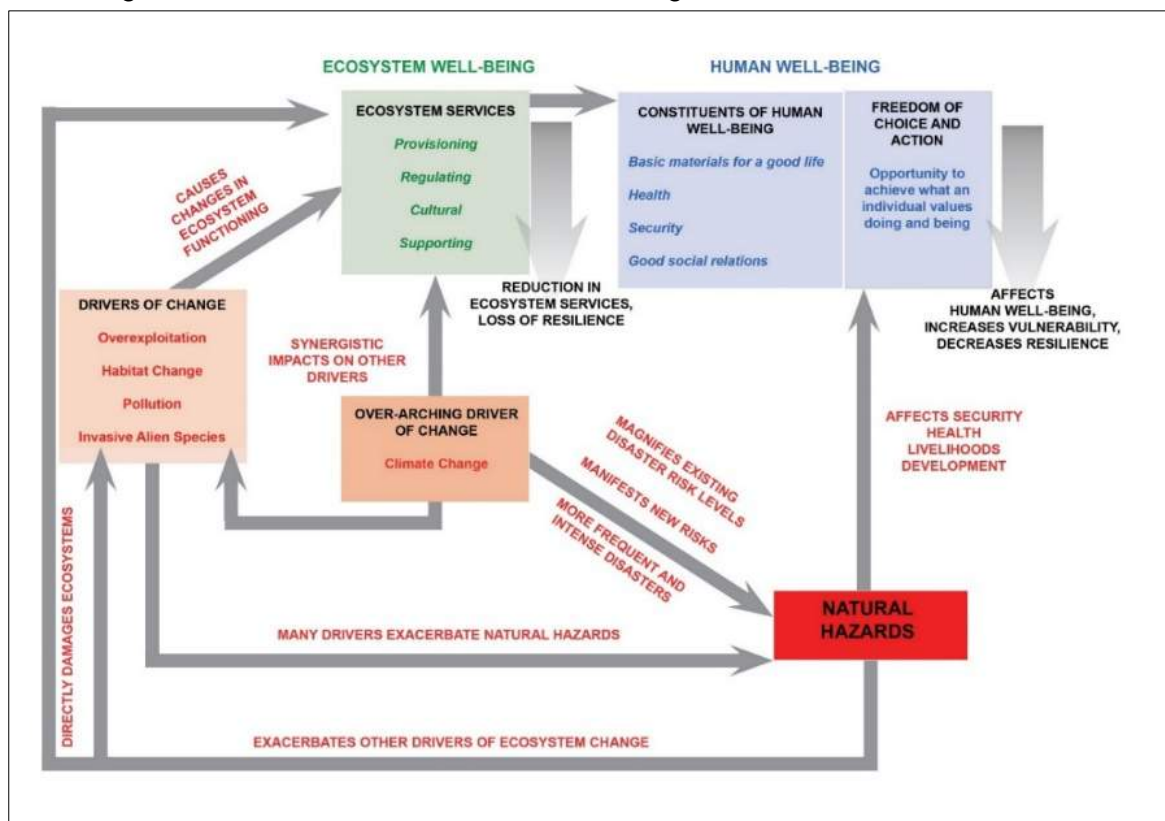 ECOSYSTEM WELL-BEING
HUMAN WELL-BEING
ECOSYSTEM SERVICES
Provisioning
Regulating
Cultural
Supporting
CONSTITUENTS OF HUMAN
WELL-BEING
Basic materials for a good life
Health
Security
Good social relations
FREEDOM OF
CHOICE AND
ACTION
Opportunity to
achieve what an
individual values
doing and being
CAUSES
CHANGES IN
ECOSYSTEM
FUNCTIONING
REDUCTION IN
ECOSYSTEM SERVICES,
LOSS OF RESILIENCE
AFFECTS
HUMAN WELL-BEING,
INCREASES VULNERABILITY,
DECREASES RESILIENCE
DRIVERS OF CHANGE
Overexploitation
Habitat Change
Pollution
Invasive Alien Species
SYNERGISTIC
IMPACTS ON OTHER
DRIVERS
OVER-ARCHING DRIVER
OF CHANGE
Climate Change
MAGNIFIES EXISTING
DISASTER RISK LEVELS
MANIFESTS NEW RISKS
MORE FREQUENT AND
INTENSE DISASTERS
AFFECTS SECURITY
HEALTH
LIVELIHOODS
DEVELOPMENT
DIRECTLY DAMAGES ECOSYSTEMS
NATURAL
HAZARDS
MANY DRIVERS EXACERBATE NATURAL HAZARDS
EXACERBATES OTHER DRIVERS OF ECOSYSTEM CHANGE